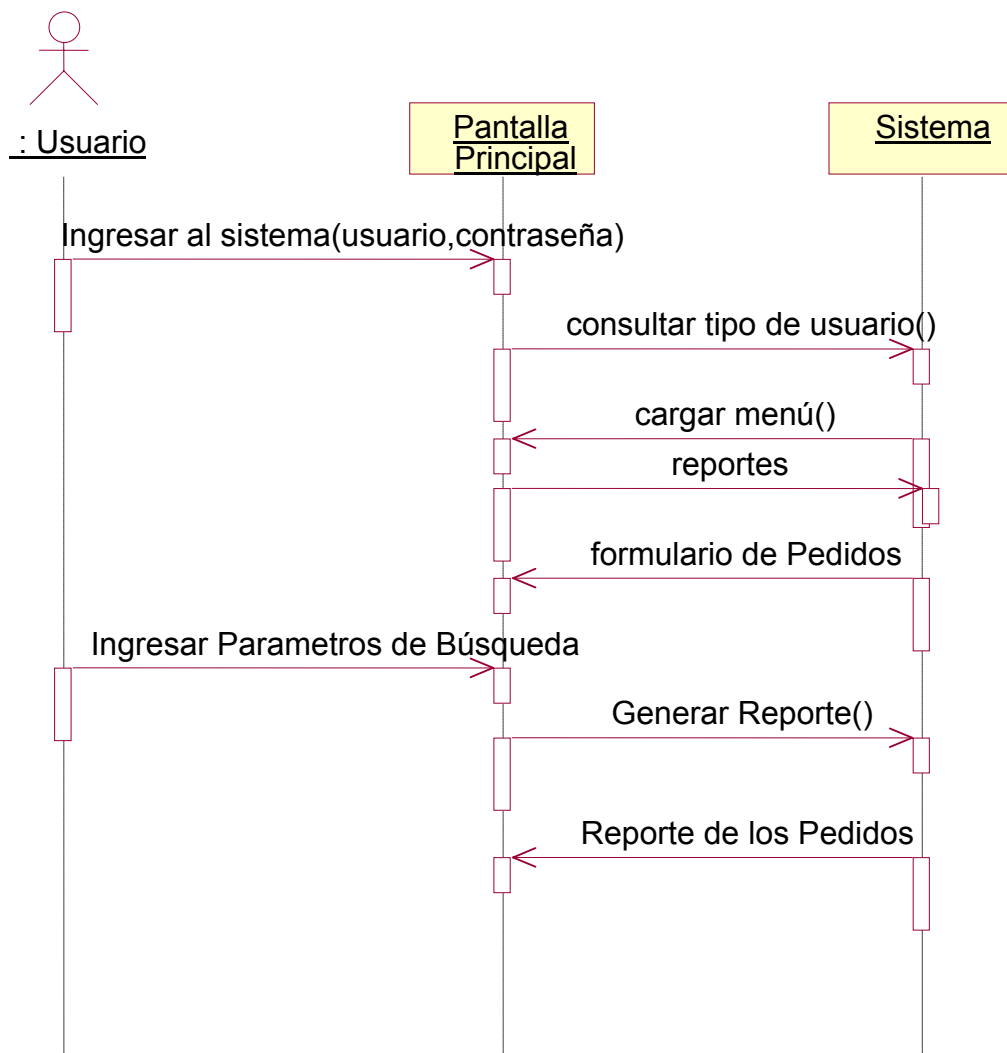 : Usuario
Pantalla
Principal
Sistema
Ingresar al sistema(usuario,contraseña)
consultar tipo de usuario()
cargar menú()
reportes
formulario de Pedidos
Ingresar Parametros de Búsqueda
Generar Reporte()
Reporte de los Pedidos